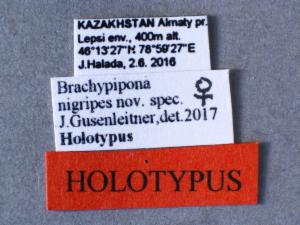 KAZAKHSTAN Almaty pr.
Lepsi env., 400m alt.
46°13'27"N 78°59'27"E
J.Halada, 2.6. 2016
Brachypipona
nigripes nov. spec. ♀
J.Gusenleitner,det.2017
Holotypus
HOLOTYPUS